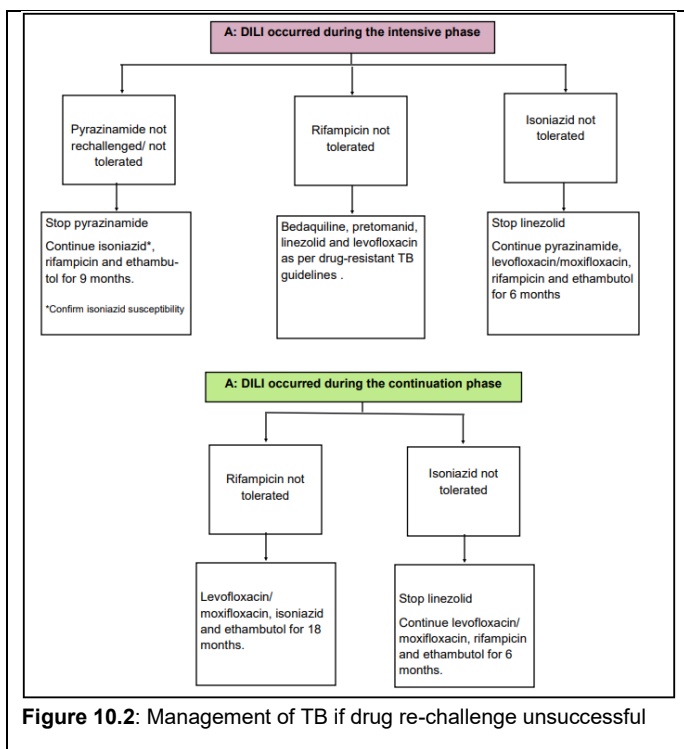 A: DILI occurred during the intensive phase
Pyrazinamide not
rechallenged/ not
tolerated
Rifampicin not
tolerated
Isoniazid not
tolerated
Stop pyrazinamide
Continue isoniazid*,
rifampicin and ethambu-
tol for 9 months.
*Confirm isoniazid susceptibility
Bedaquiline, pretomanid,
linezolid and levofloxacin
as per drug-resistant TB
guidelines .
Stop linezolid
Continue pyrazinamide,
levofloxacin/moxifloxacin,
rifampicin and ethambutol
for 6 months
A: DILI occurred during the continuation phase
Rifampicin not
tolerated
Isoniazid not
tolerated
Levofloxacin/
moxifloxacin, isoniazid
and ethambutol for 18
months.
Stop linezolid
Continue levofloxacin/
moxifloxacin, rifampicin
and ethambutol for 6
months.
Figure 10.2: Management of TB if drug re-challenge unsuccessful